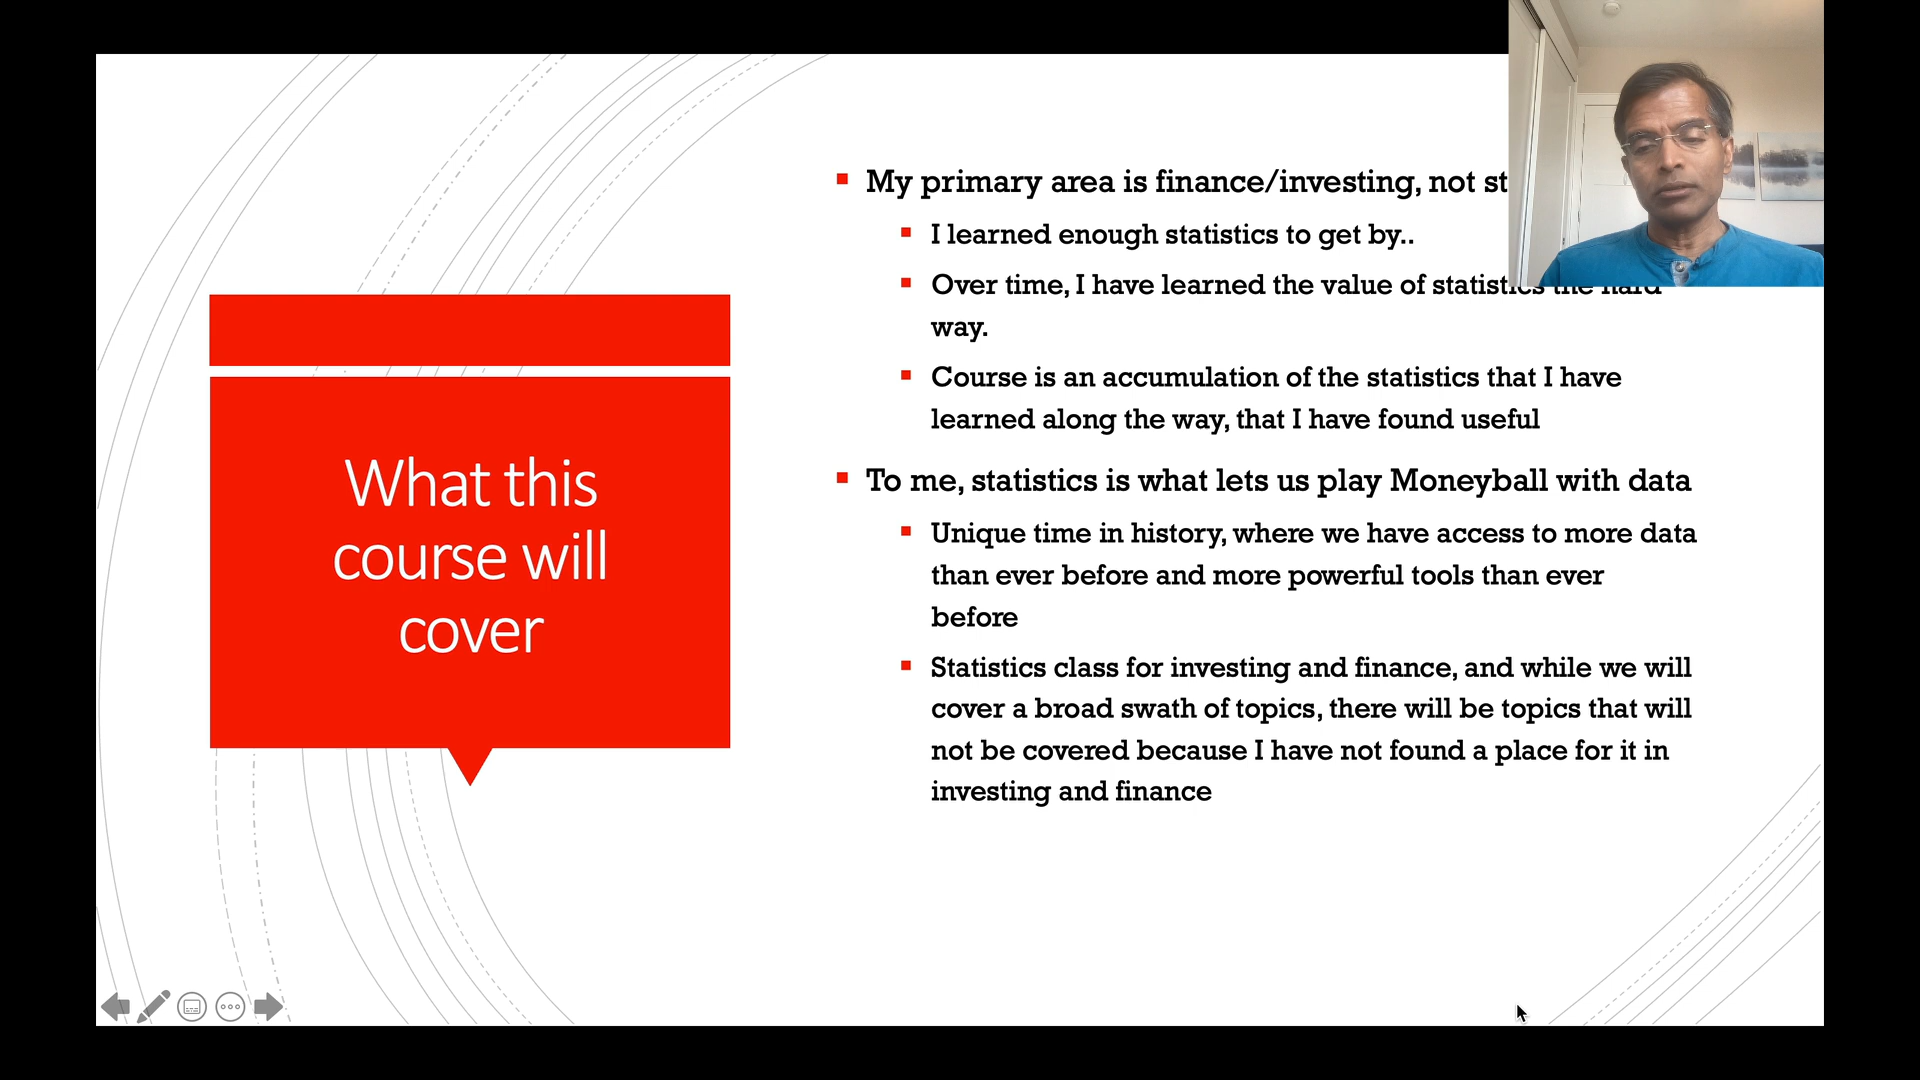 What this
course will
cover
My primary area is finance/investing, not
I learned enough statistics to get by..
Over time, I have learned the value of statistics the hard
way.
Course is an accumulation of the statistics that I have
learned along the way, that I have found useful
To me, statistics is what lets us play Moneyball with data
Unique time in history, where we have access to more data
than ever before and more powerful tools than ever
before
Statistics class for investing and finance, and while we will
cover a broad swath of topics, there will be topics that will
not be covered because I have not found a place for it in
investing and finance